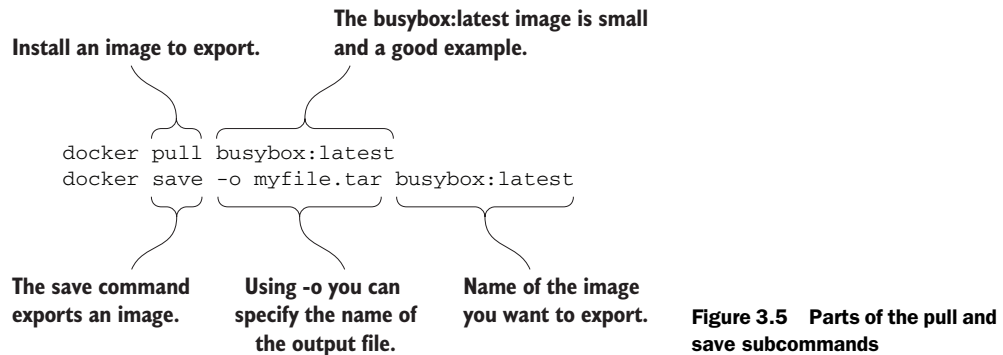 The busybox:latest image is small
and a good example.
Install an image to export.
docker pull busybox:latest
docker save -o myfile.tar busybox:latest
The save command
exports an image.
Using -o you can
specify the name of
the output file.
Name of the image
you want to export.
Figure 3.5 Parts of the pull and
save subcommands